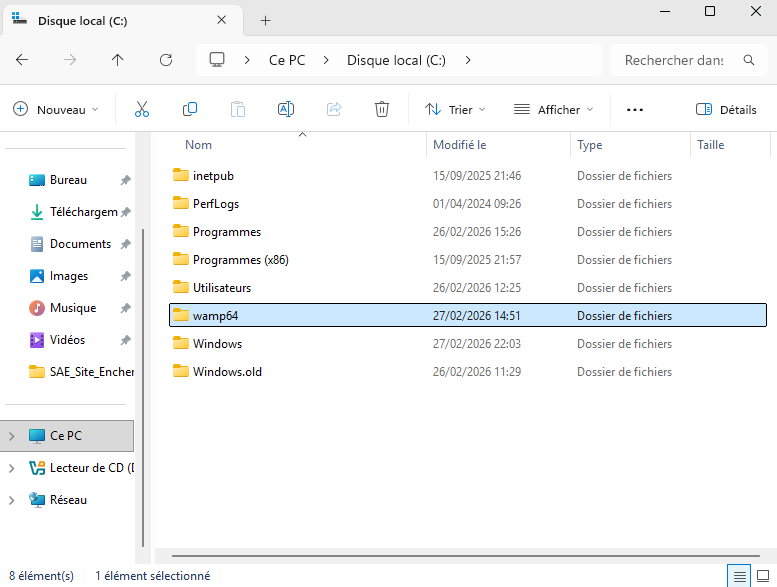 Disque local (C:)
Ce PC Disque local (C:) Rechercher dans
Nouveau Trier Afficher Détails
Nom Modifié le Type Taille
Bureau
Téléchargem
Documents
Images
Musique
Vidéos
SAE_Site_Encher
Ce PC
Lecteur de CD (D
Réseau
inetpub 15/09/2025 21:46 Dossier de fichiers
PerfLogs 01/04/2024 09:26 Dossier de fichiers
Programmes 26/02/2026 15:26 Dossier de fichiers
Programmes (x86) 15/09/2025 21:57 Dossier de fichiers
Utilisateurs 26/02/2026 12:25 Dossier de fichiers
wamp64 27/02/2026 14:51 Dossier de fichiers
Windows 27/02/2026 22:03 Dossier de fichiers
Windows.old 26/02/2026 11:29 Dossier de fichiers
8 élément(s) 1 élément sélectionné